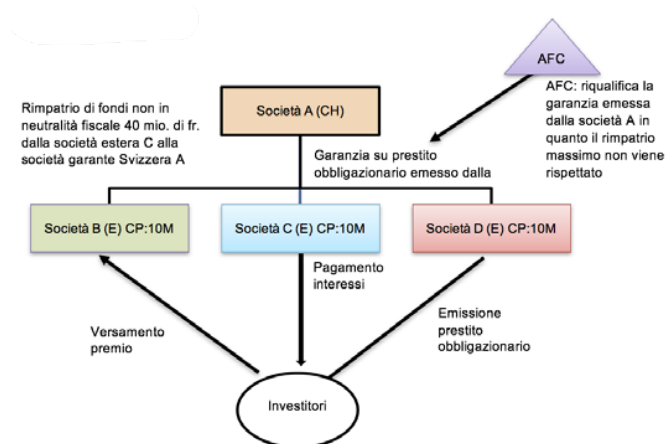 AFC
AFC: riqualifica la
garanzia emessa
dalla società A in
quanto il rimpatrio
massimo non viene
rispettato
Rimpatrio di fondi non in
neutralità fiscale 40 mio. di fr.
dalla società estera C alla
società garante Svizzera A
Società A (CH)
Garanzia su prestito
obbligazionario emesso dalla
Società B (E) CP:10M
Società C (E) CP:10M
Società D (E) CP:10M
Pagamento
interessi
Versamento
premio
Emissione
prestito
obbligazionario
Investitori